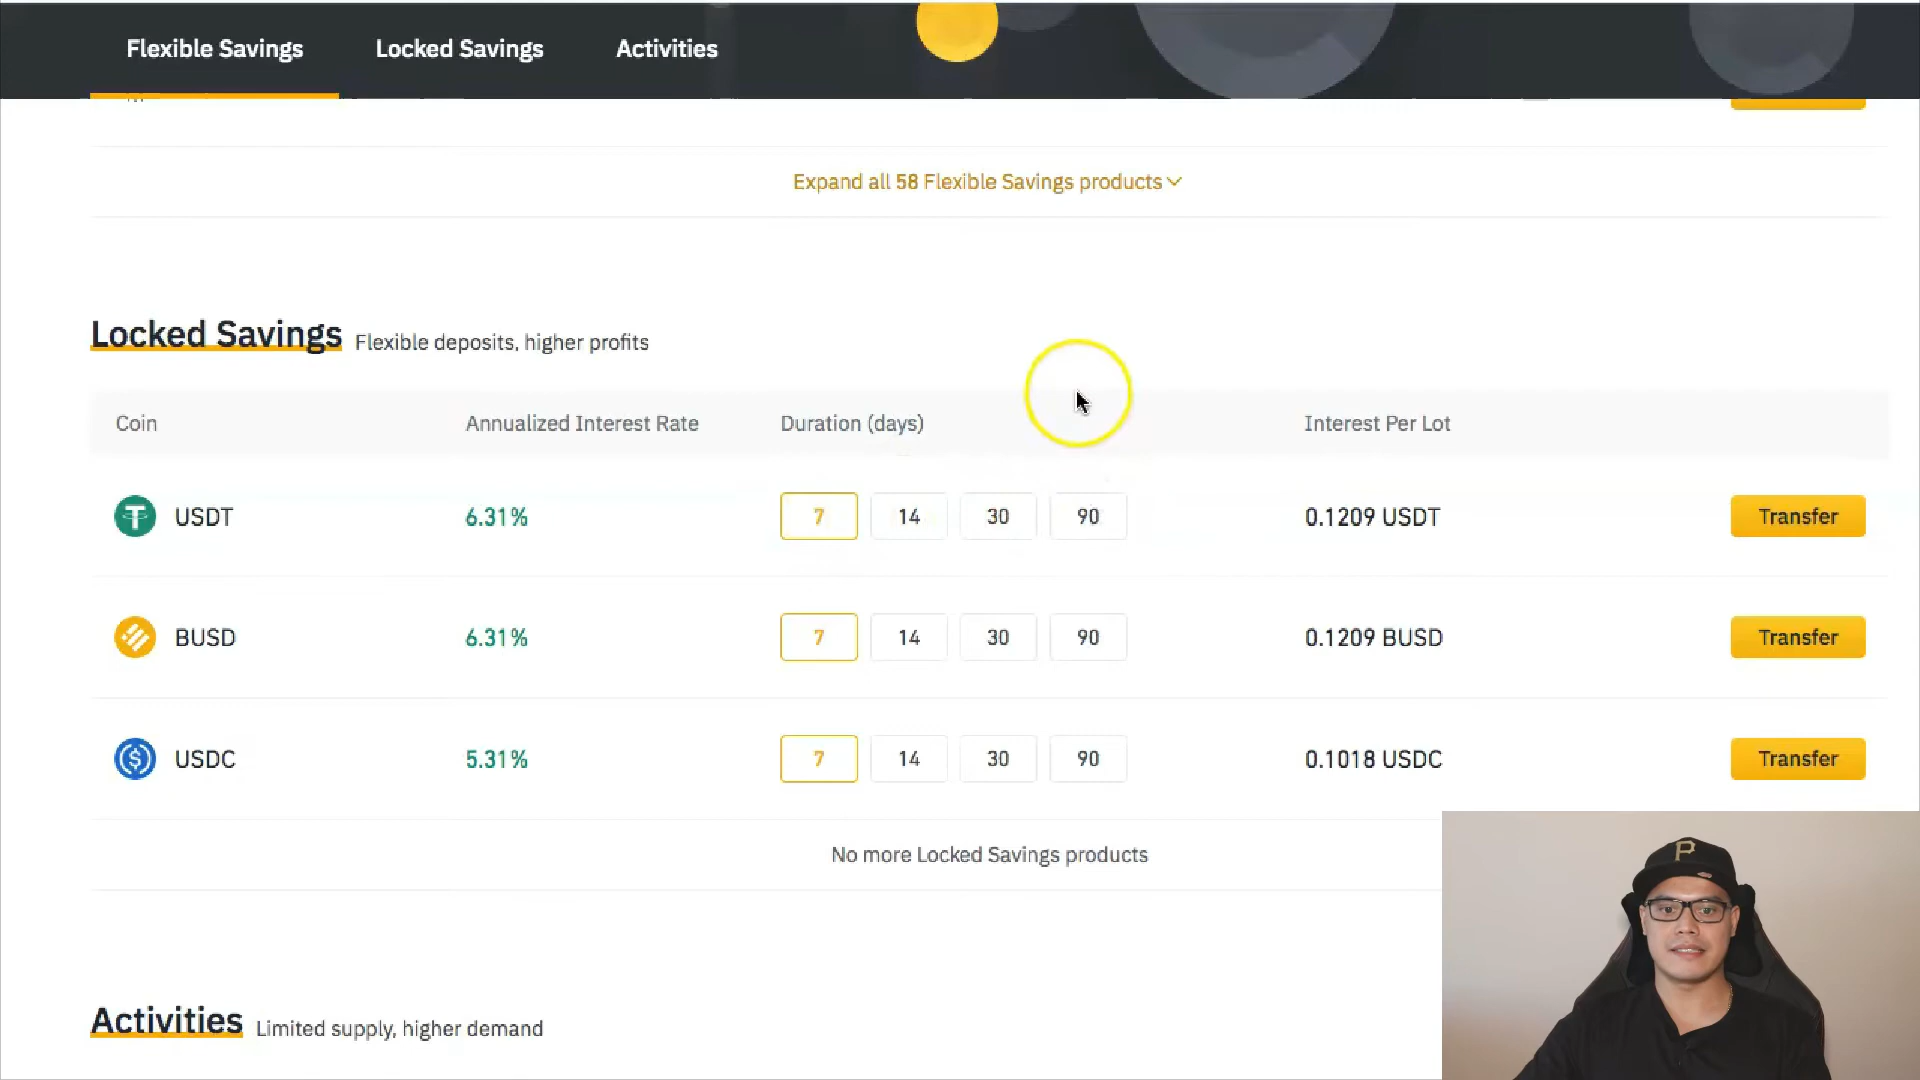 Flexible Savings Locked Savings Activities
Expand all 58 Flexible Savings products
Locked Savings Flexible deposits, higher profits
Coin Annualized Interest Rate Duration (days) Interest Per Lot
USDT 6.31% 7 14 30 90 0.1209 USDT Transfer
BUSD 6.31% 7 14 30 90 0.1209 BUSD Transfer
USDC 5.31% 7 14 30 90 0.1018 USDC Transfer
No more Locked Savings products
P
Activities Limited supply, higher demand